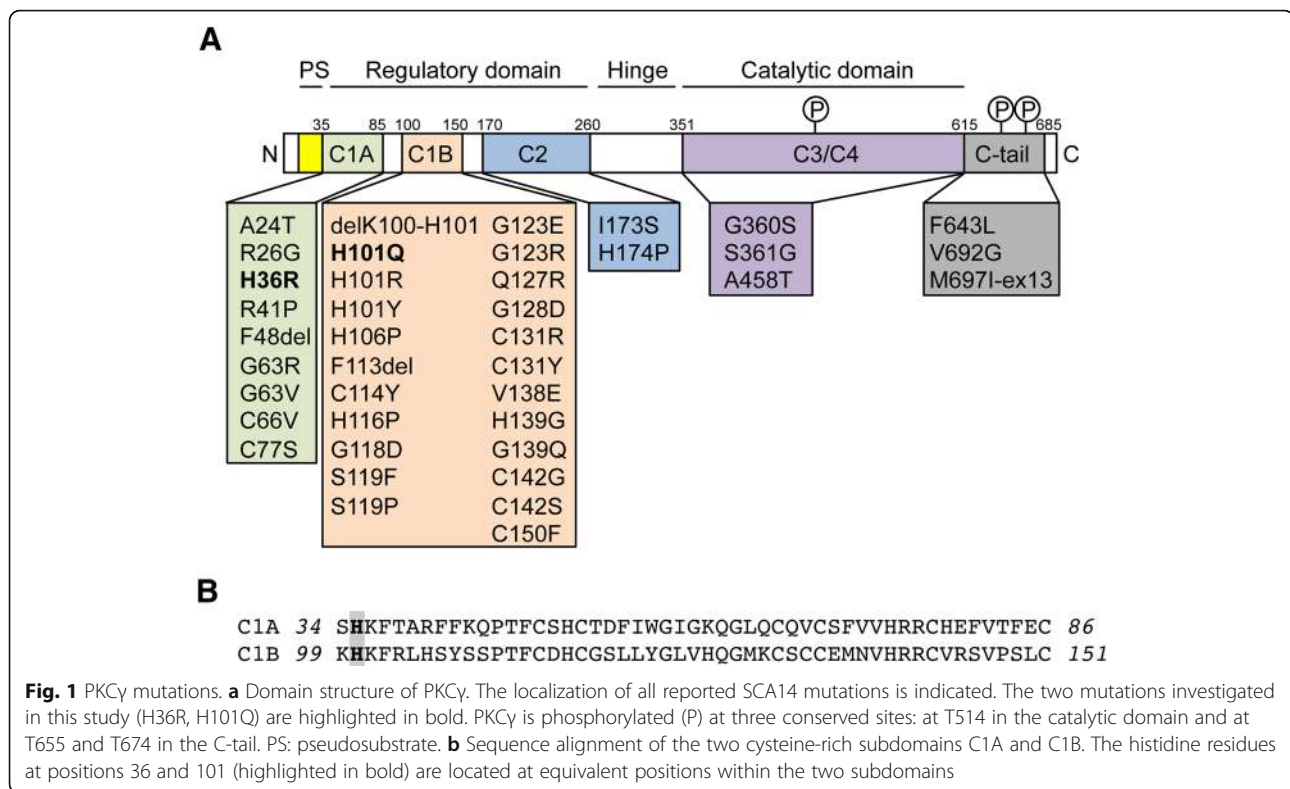 A
PS Regulatory domain Hinge Catalytic domain
P P P
35 85 100 150 170 260 351 615 685
N C1A C1B C2 C3/C4 C-tail C
A24T
R26G
H36R
R41P
F48del
G63R
G63V
C66V
C77S
delK100-H101
H101Q
H101R
H101Y
H106P
F113del
C114Y
H116P
G118D
S119F
S119P
G123E
G123R
Q127R
G128D
C131R
C131Y
V138E
H139G
G139Q
C142G
C142S
C150F
I173S
H174P
G360S
S361G
A458T
F643L
V692G
M697I-ex13
B
C1A 34 SHKFTARFFKQPTFCSHCTDFIWGIGKQGLQCQVCSFVVHRRCHEFVTFEC 86
C1B 99 KHKFRLHSYSSPTFCDHCGSLLYGLVHQGMKCSCCEMNVHRRCVRSVPSLC 151
Fig. 1 PKCγ mutations. a Domain structure of PKCγ. The localization of all reported SCA14 mutations is indicated. The two mutations investigated
in this study (H36R, H101Q) are highlighted in bold. PKCγ is phosphorylated (P) at three conserved sites: at T514 in the catalytic domain and at
T655 and T674 in the C-tail. PS: pseudosubstrate. b Sequence alignment of the two cysteine-rich subdomains C1A and C1B. The histidine residues
at positions 36 and 101 (highlighted in bold) are located at equivalent positions within the two subdomains